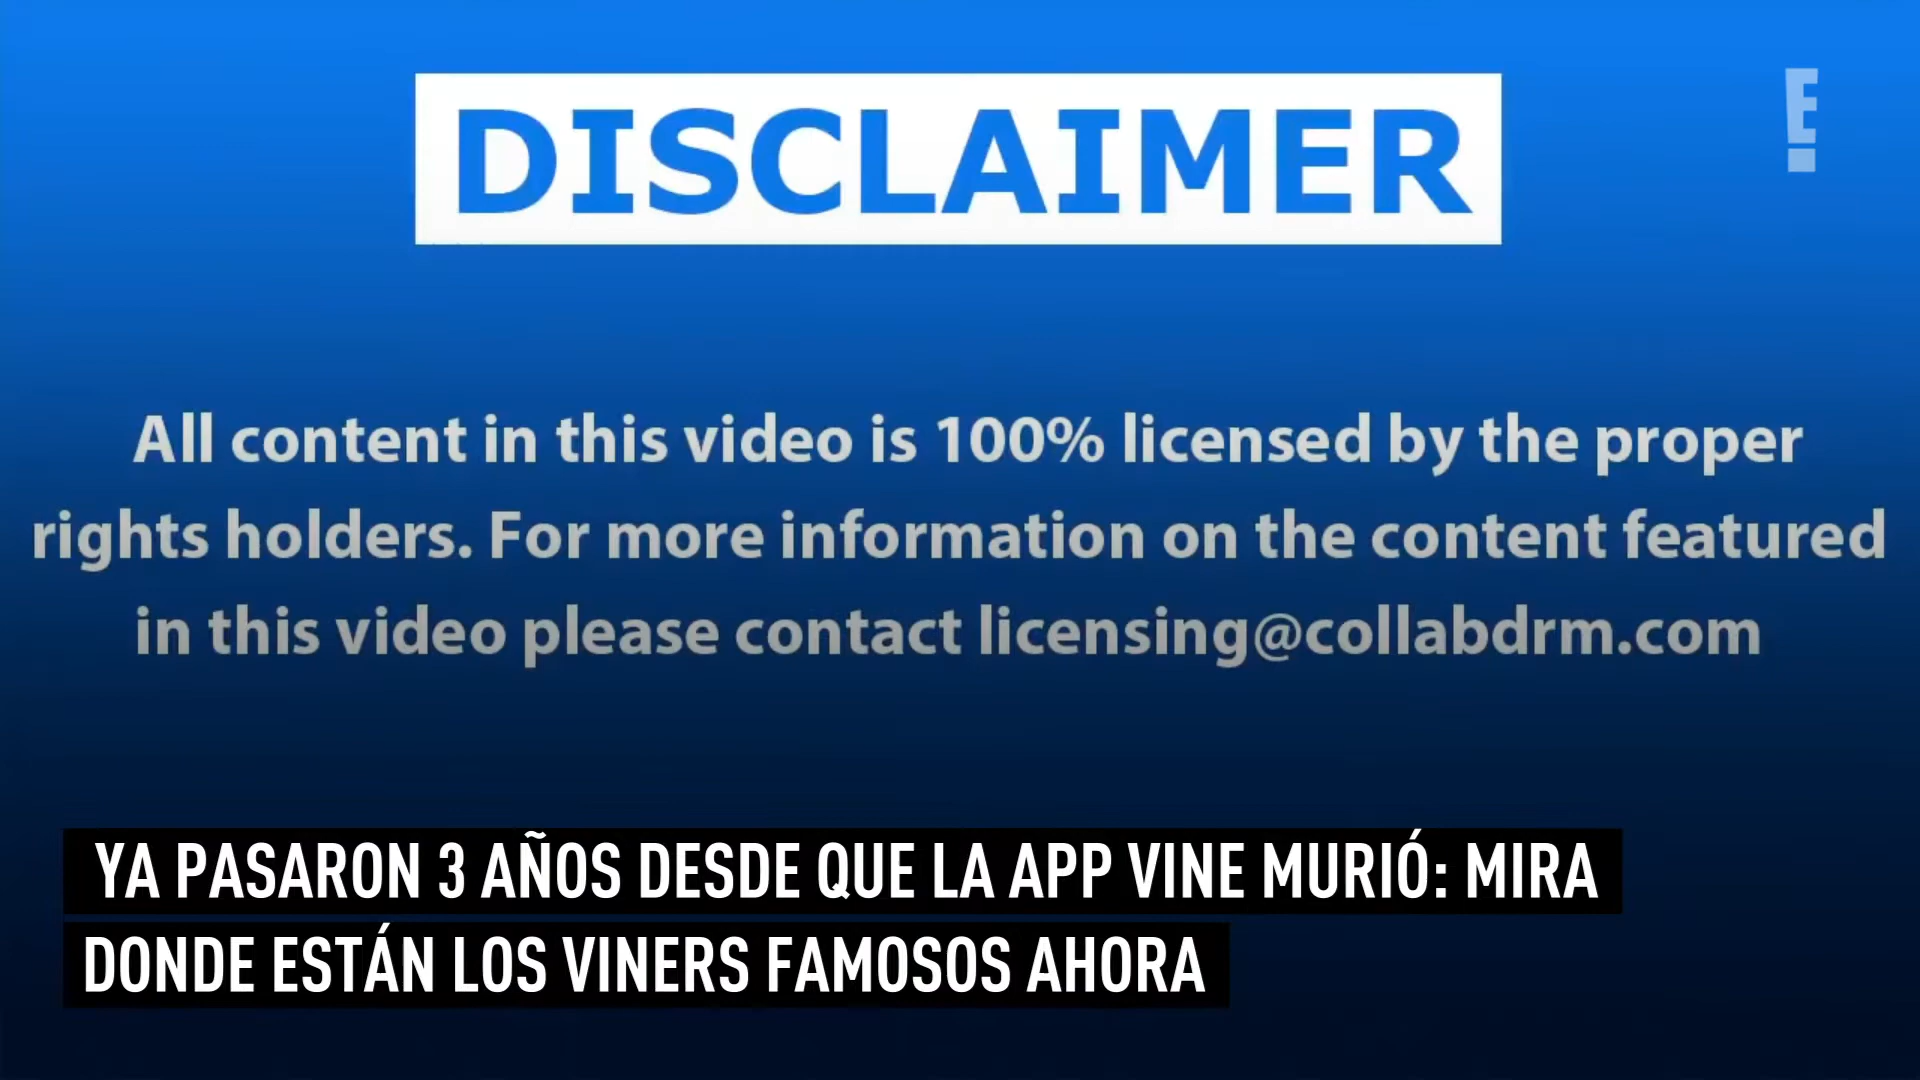 DISCLAIMER
E!
All content in this video is 100% licensed by the proper
rights holders. For more information on the content featured
in this video please contact licensing@collabdrm.com
YA PASARON 3 AÑOS DESDE QUE LA APP VINE MURIÓ: MIRA
DONDE ESTÁN LOS VINERS FAMOSOS AHORA